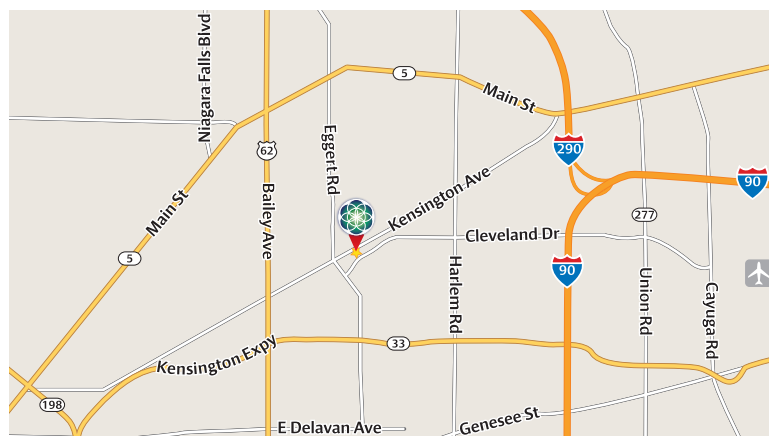 Niagara Falls Blvd
5
Main St
62
Eggert Rd
290
90
Kensington Ave
Main St
Bailey Ave
277
Cleveland Dr
5
90
Harlem Rd
Union Rd
Cayuga Rd
33
Kensington Expy
198
E Delavan Ave
Genesee St